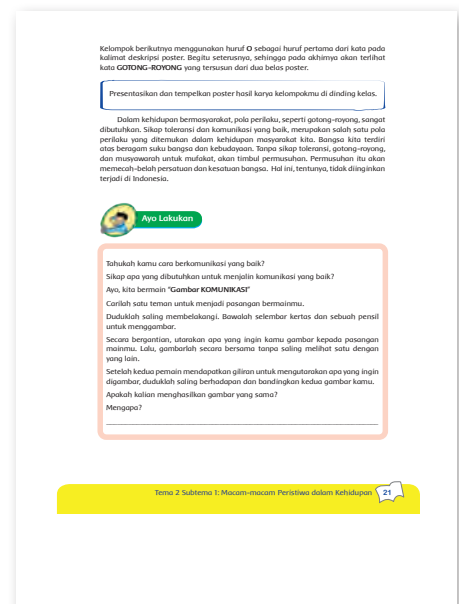 Kelompok berikutnya menggunakan huruf O sebagai huruf pertama dari kata pada
kalimat deskripsi poster. Begitu seterusnya, sehingga pada akhirnya akan terlihat
kata GOTONG-ROYONG yang tersusun dari dua belas poster.
Presentasikan dan tempelkan poster hasil karya kelompokmu di dinding kelas.
Dalam kehidupan bermasyarakat, pola perilaku, seperti gotong-royong, sangat
dibutuhkan. Sikap toleransi dan komunikasi yang baik, merupakan salah satu pola
perilaku yang ditemukan dalam kehidupan masyarakat kita. Bangsa kita terdiri
atas beragam suku bangsa dan kebudayaan. Tanpa sikap toleransi, gotong-royong,
dan musyawarah untuk mufakat, akan timbul permusuhan. Permusuhan itu akan
memecah-belah persatuan dan kesatuan bangsa. Hal ini, tentunya, tidak diinginkan
terjadi di Indonesia.
Ayo Lakukan
Tahukah kamu cara berkomunikasi yang baik?
Sikap apa yang dibutuhkan untuk menjalin komunikasi yang baik?
Ayo, kita bermain "Gambar KOMUNIKASI"
Carilah satu teman untuk menjadi pasangan bermainmu.
Duduklah saling membelakangi. Bawalah selembar kertas dan sebuah pensil
untuk menggambar.
Secara bergantian, utarakan apa yang ingin kamu gambar kepada pasangan
mainmu. Lalu, gambarlah secara bersama tanpa saling melihat satu dengan
yang lain.
Setelah kedua pemain mendapatkan giliran untuk mengutarakan apa yang ingin
digambar, duduklah saling berhadapan dan bandingkan kedua gambar kamu.
Apakah kalian menghasilkan gambar yang sama?
Mengapa?
Tema 2 Subtema 1: Macam-macam Peristiwa dalam Kehidupan 21